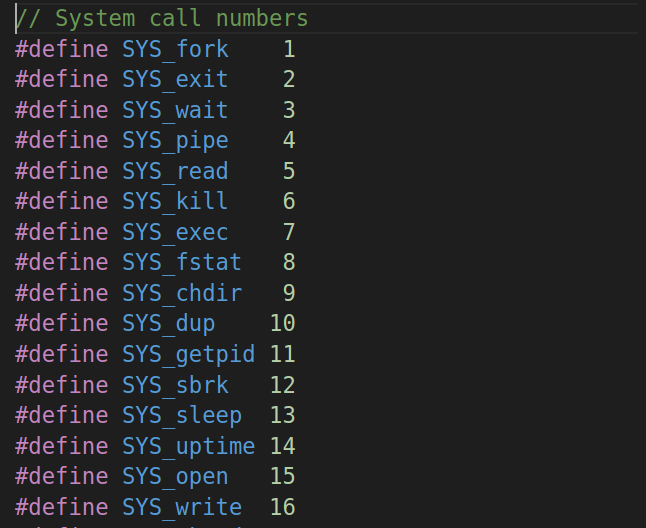 // System call numbers
#define SYS_fork    1
#define SYS_exit    2
#define SYS_wait    3
#define SYS_pipe    4
#define SYS_read    5
#define SYS_kill    6
#define SYS_exec    7
#define SYS_fstat   8
#define SYS_chdir   9
#define SYS_dup    10
#define SYS_getpid 11
#define SYS_sbrk   12
#define SYS_sleep  13
#define SYS_uptime 14
#define SYS_open   15
#define SYS_write  16